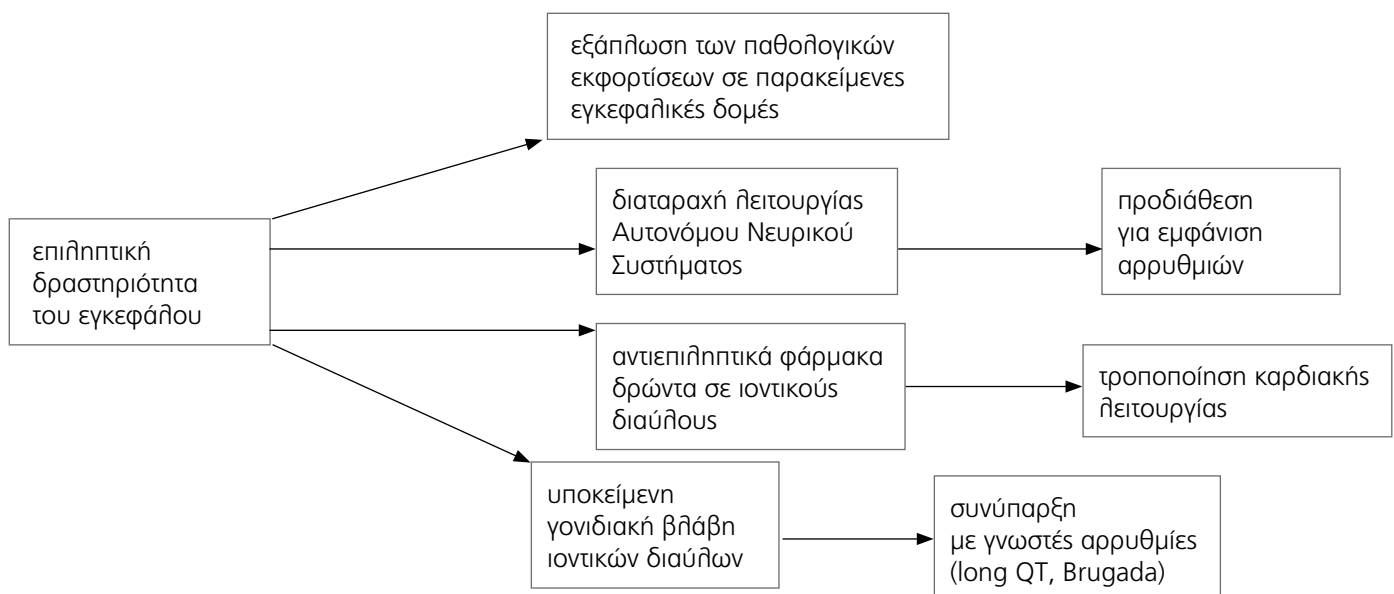 εξάπλωση των παθολογικών
εκφορτίσεων σε παρακείμενες
εγκεφαλικές δομές
επιληπτική
δραστηριότητα
του εγκεφάλου
διαταραχή λειτουργίας
Αυτονόμου Νευρικού
Συστήματος
προδιάθεση
για εμφάνιση
αρρυθμιών
αντιεπιληπτικά φάρμακα
δρώντα σε ιοντικούς
διαύλους
τροποποίηση καρδιακής
λειτουργίας
υποκείμενη
γονιδιακή βλάβη
ιοντικών διαύλων
συνύπαρξη
με γνωστές αρρυθμίες
(long QT, Brugada)